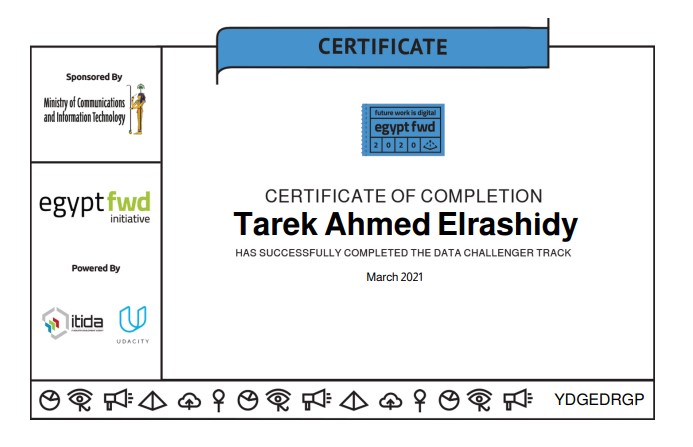 CERTIFICATE
Sponsored By
Ministry of Communications
and Information Technology
egyptfwd
initiative
Powered By
itida
UDACITY
future work is digital
egypt fwd
2 0 2 0
CERTIFICATE OF COMPLETION
Tarek Ahmed Elrashidy
HAS SUCCESSFULLY COMPLETED THE DATA CHALLENGER TRACK
March 2021
YDGEDRGP